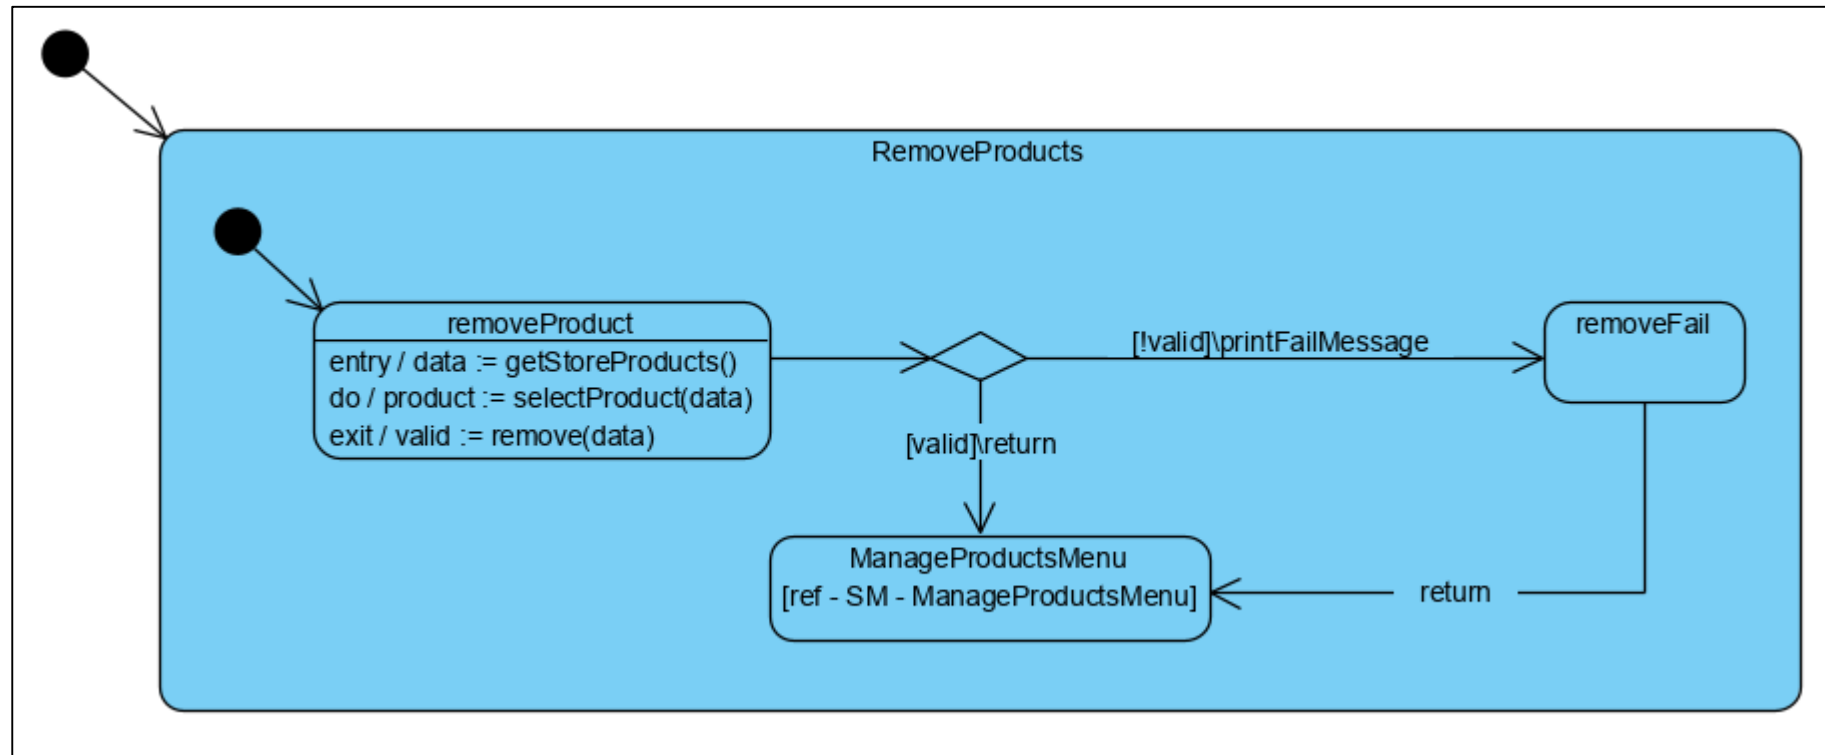 RemoveProducts
removeProduct
entry / data := getStoreProducts()
do / product := selectProduct(data)
exit / valid := remove(data)
[!valid]\printFailMessage
removeFail
[valid]\return
ManageProductsMenu
[ref - SM - ManageProductsMenu]
return